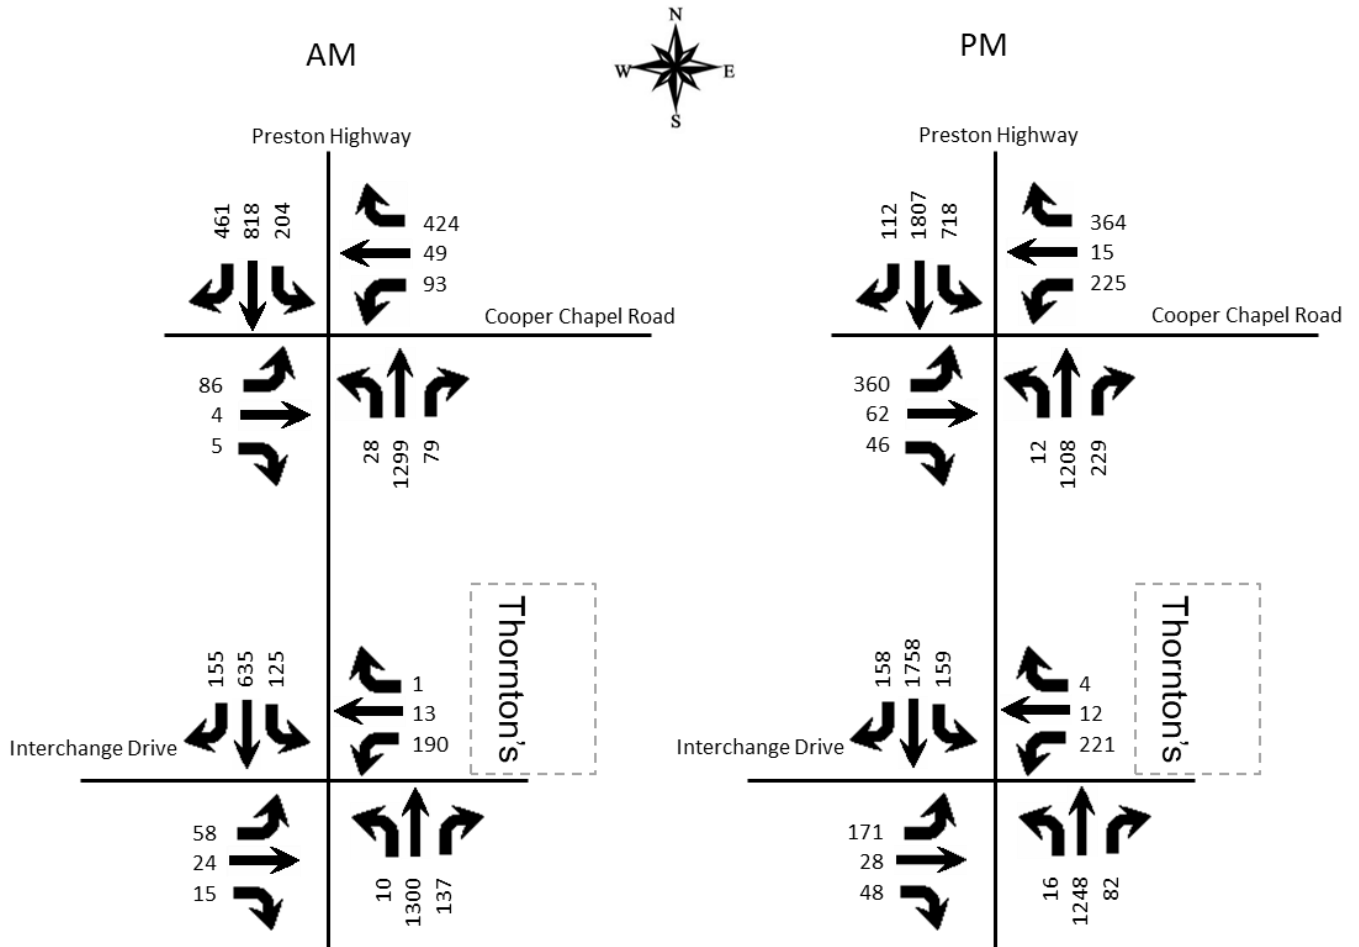 AM
N
W E
S
PM
Preston Highway
461 818 204
424
49
93
Cooper Chapel Road
86
4
5
28 1299 79
Thornton's
155 635 125
1
13
190
Interchange Drive
58
24
15
10 1300 137
Preston Highway
112 1807 718
364
15
225
Cooper Chapel Road
360
62
46
12 1208 229
Thornton's
158 1758 159
4
12
221
Interchange Drive
171
28
48
16 1248 82